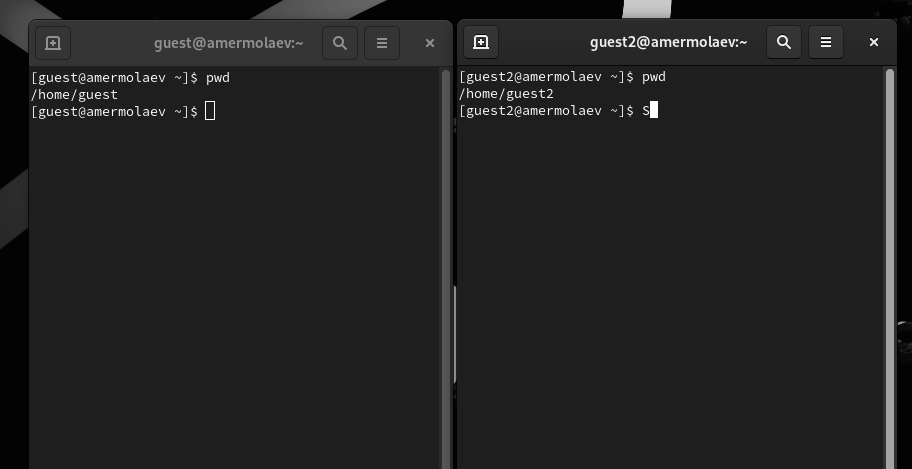 guest@amermolaev:~
[guest@amermolaev ~]$ pwd
/home/guest
[guest@amermolaev ~]$
guest2@amermolaev:~
[guest2@amermolaev ~]$ pwd
/home/guest2
[guest2@amermolaev ~]$ S